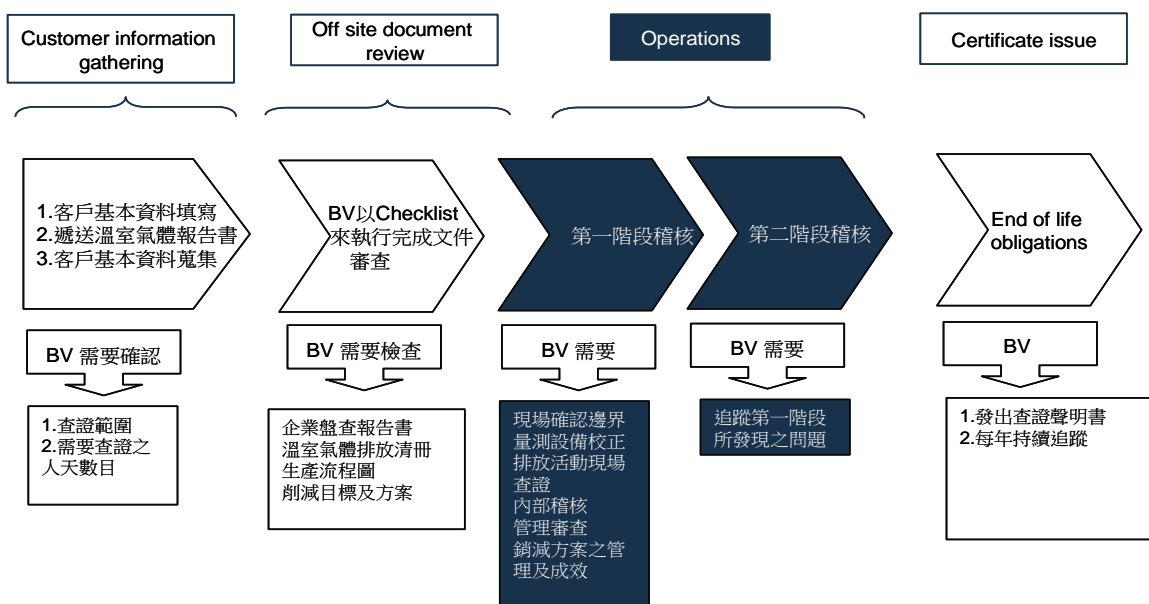 Customer information
gathering
Off site document
review
Operations
Certificate issue
1.客戶基本資料填寫
2.遞送溫室氣體報告書
3.客戶基本資料蒐集
BV以Checklist
來執行完成文件
審查
第一階段稽核
第二階段稽核
End of life
obligations
BV 需要確認
BV 需要檢查
BV 需要
BV 需要
BV
1.查證範圍
2.需要查證之
人天數目
企業盤查報告書
溫室氣體排放清冊
生產流程圖
削減目標及方案
現場確認邊界
量測設備校正
排放活動現場
查證
內部稽核
管理審查
銷減方案之管
理及成效
追蹤第一階段
所發現之問題
1.發出查證聲明書
2.每年持續追蹤